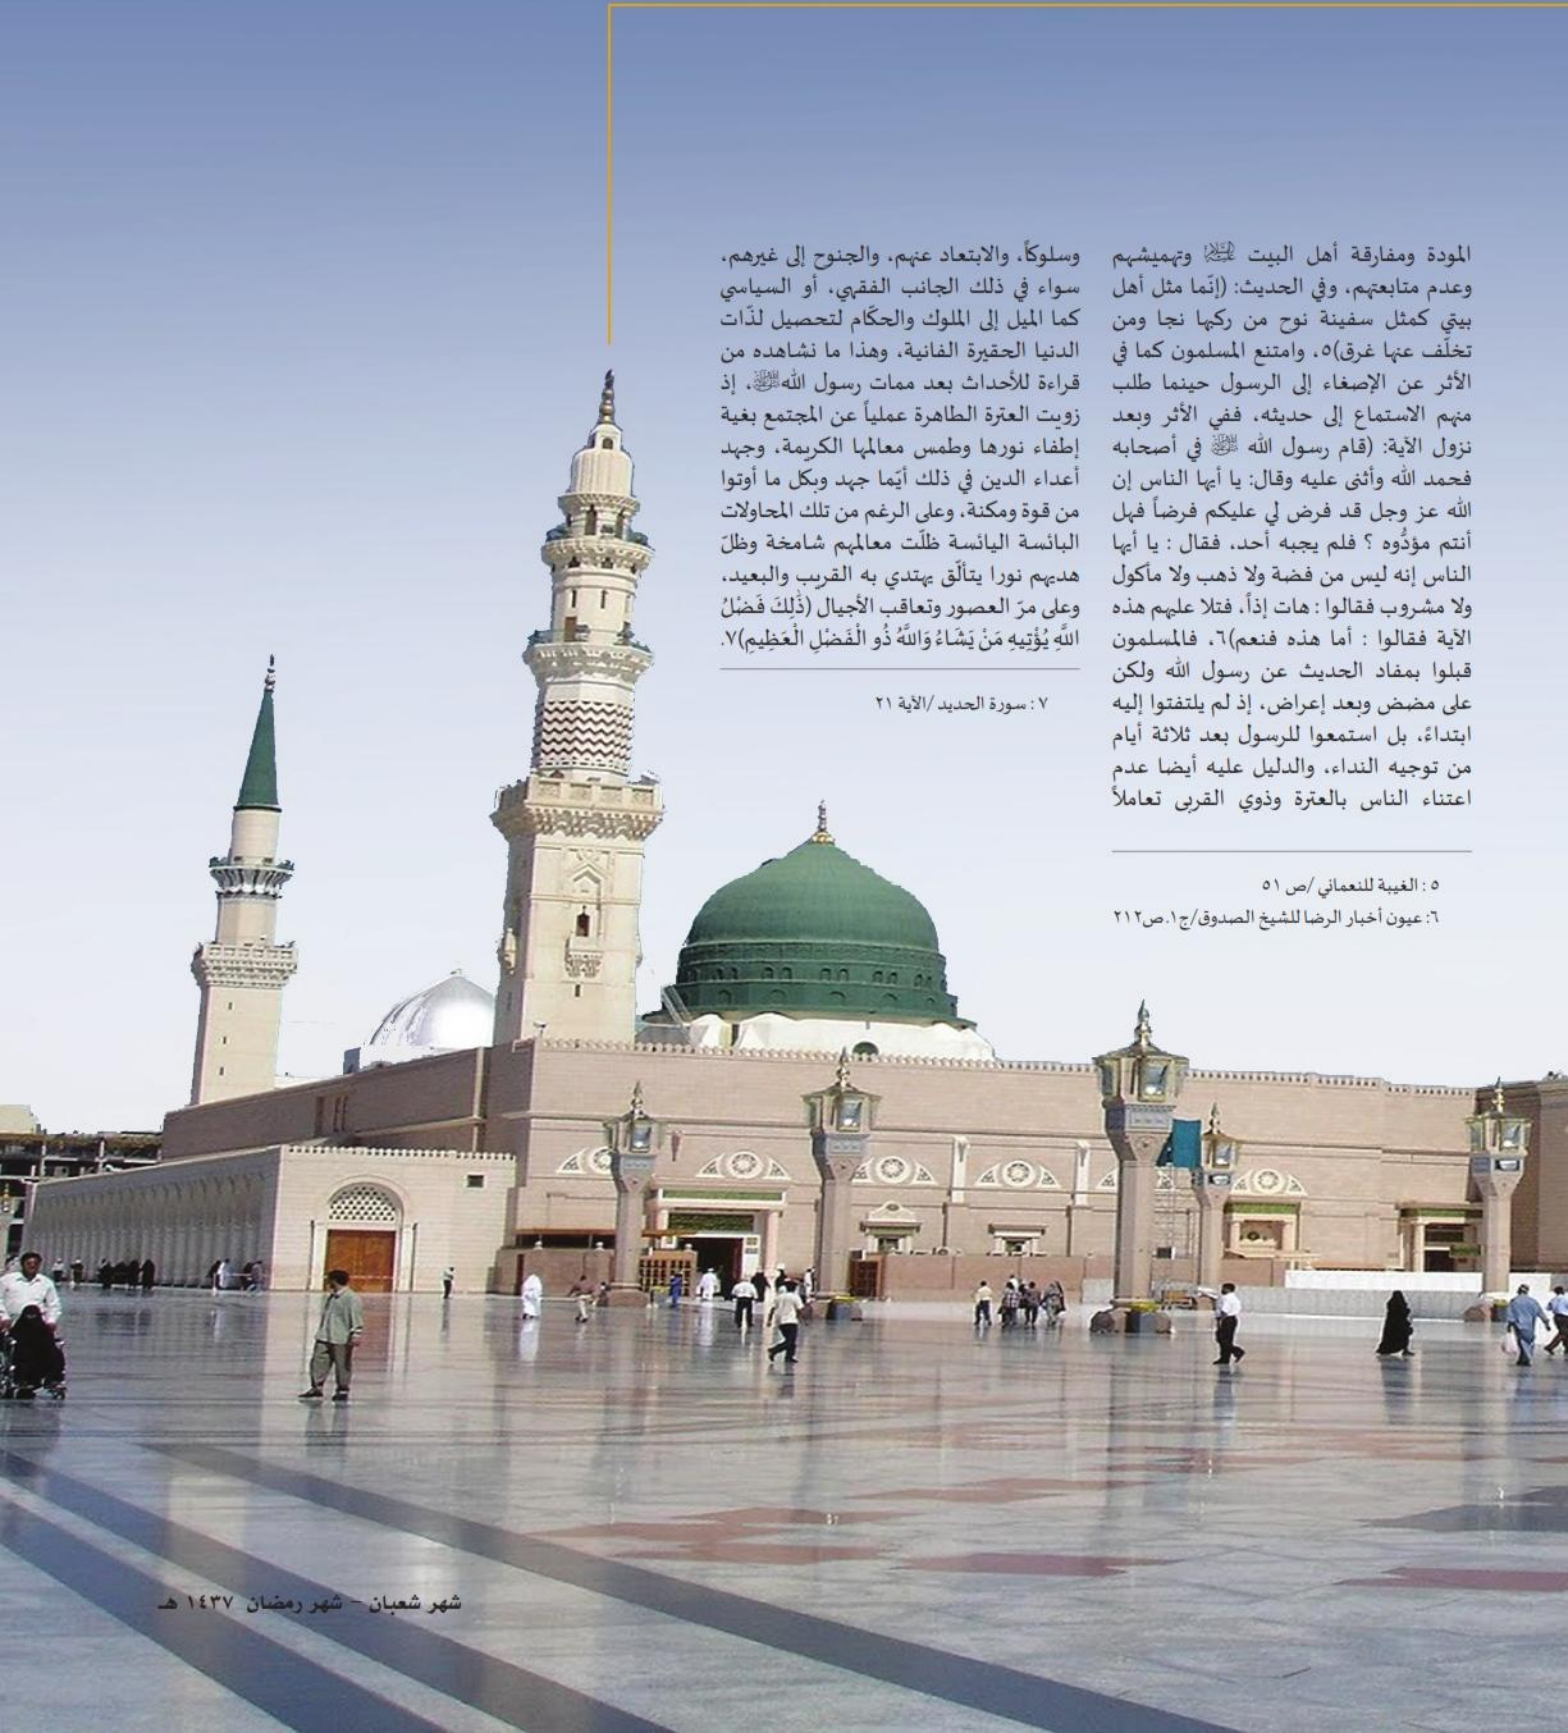 المودة ومفارقة أهل البيت عليهم السلام وتهميشهم
وعدم متابعتهم، وفي الحديث: (إنّما مثل أهل
بيتي كمثل سفينة نوح من ركبها نجا ومن
تخلّف عنها غرق)٥، وامتنع المسلمون كما في
الأثر عن الإصغاء إلى الرسول حينما طلب
منهم الاستماع إلى حديثه، ففي الأثر وبعد
نزول الآية: (قام رسول الله ﷺ في أصحابه
فحمد الله وأثنى عليه وقال: يا أيها الناس إن
الله عز وجل قد فرض لي عليكم فرضاً فهل
أنتم مؤدُّوه ؟ فلم يجبه أحد، فقال : يا أيها
الناس إنه ليس من فضة ولا ذهب ولا مأكول
ولا مشروب فقالوا : هات إذاً، فتلا عليهم هذه
الآية فقالوا : أما هذه فنعم)٦، فالمسلمون
قبلوا بمفاد الحديث عن رسول الله ولكن
على مضض وبعد إعراض، إذ لم يلتفتوا إليه
ابتداءً، بل استمعوا للرسول بعد ثلاثة أيام
من توجيه النداء، والدليل عليه أيضا عدم
اعتناء الناس بالعترة وذوي القربى تعاملاً
٥ : الغيبة للنعماني /ص ٥١
٦: عيون أخبار الرضا للشيخ الصدوق/ج١.ص٢١٢
وسلوكاً، والابتعاد عنهم، والجنوح إلى غيرهم،
سواء في ذلك الجانب الفقهي، أو السياسي
كما الميل إلى الملوك والحكّام لتحصيل لذّات
الدنيا الحقيرة الفانية، وهذا ما نشاهده من
قراءة للأحداث بعد ممات رسول اللهﷺ، إذ
زويت العترة الطاهرة عملياً عن المجتمع بغية
إطفاء نورها وطمس معالمها الكريمة، وجهد
أعداء الدين في ذلك أيّما جهد وبكل ما أوتوا
من قوة ومكنة، وعلى الرغم من تلك المحاولات
البائسة اليائسة ظلّت معالمهم شامخة وظلّ
هديهم نورا يتألّق يهتدي به القريب والبعيد،
وعلى مرّ العصور وتعاقب الأجيال (ذَٰلِكَ فَضْلُ
اللَّهِ يُؤْتِيهِ مَنْ يَشَاءُ وَاللَّهُ ذُو الْفَضْلِ الْعَظِيمِ)٧.
٧ : سورة الحديد /الآية ٢١
شهر شعبان – شهر رمضان ١٤٣٧ هـ